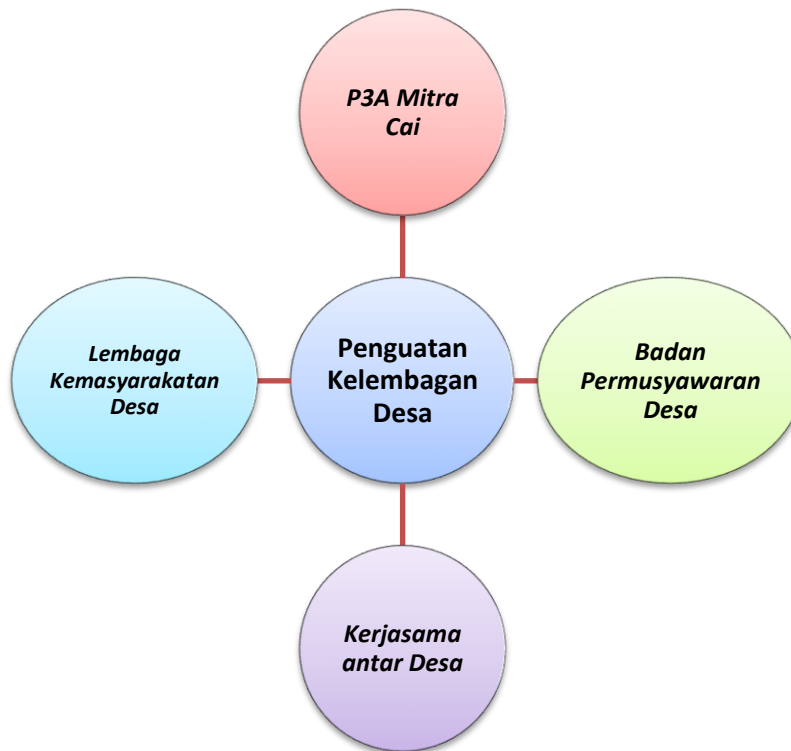 P3A Mitra
Cai
Lembaga
Kemasyarakatan
Desa
Penguatan
Kelembagan
Desa
Badan
Permusyawaran
Desa
Kerjasama
antar Desa